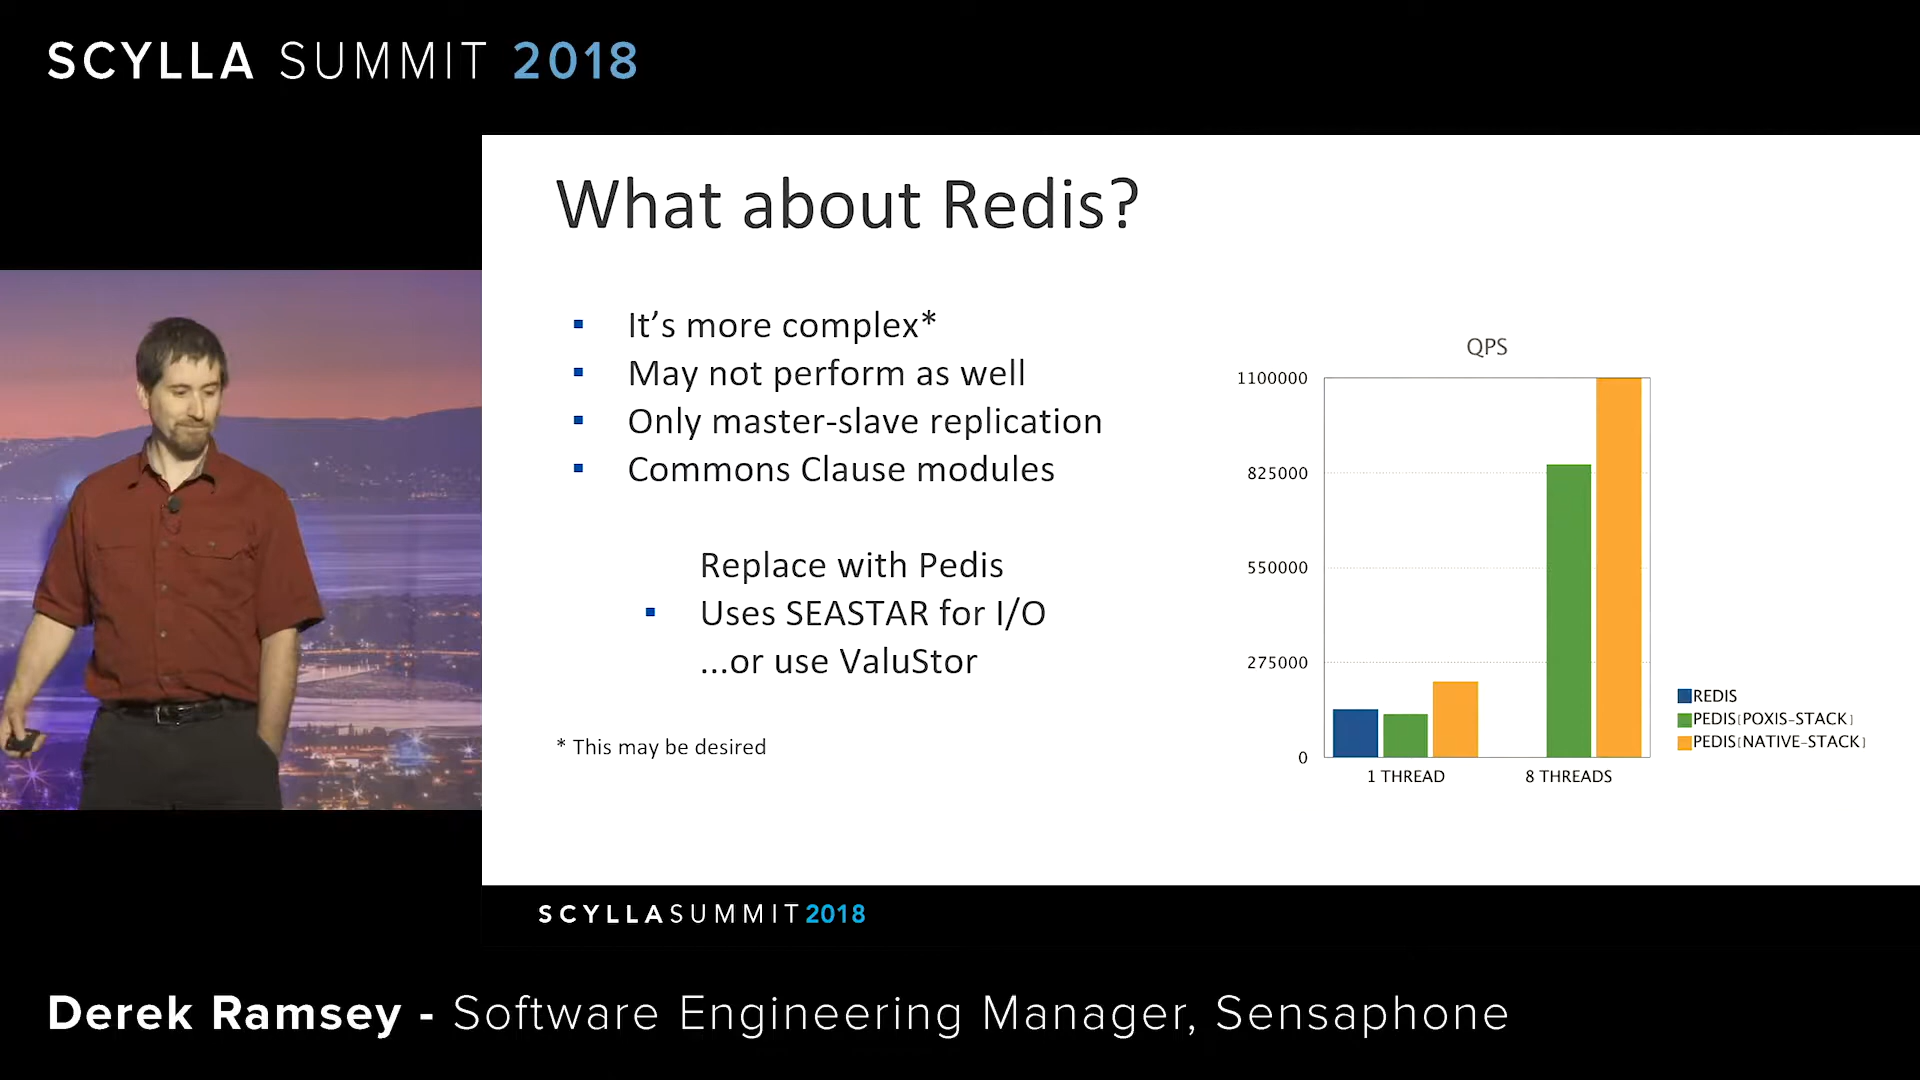 SCYLLA SUMMIT 2018
What about Redis?
▪ It’s more complex*
▪ May not perform as well
▪ Only master-slave replication
▪ Commons Clause modules
Replace with Pedis
▪ Uses SEASTAR for I/O
...or use ValuStor
* This may be desired
QPS
1100000
825000
550000
275000
0
1 THREAD
8 THREADS
REDIS
PEDIS[POXIS-STACK]
PEDIS[NATIVE-STACK]
SCYLLASUMMIT2018
Derek Ramsey - Software Engineering Manager, Sensaphone